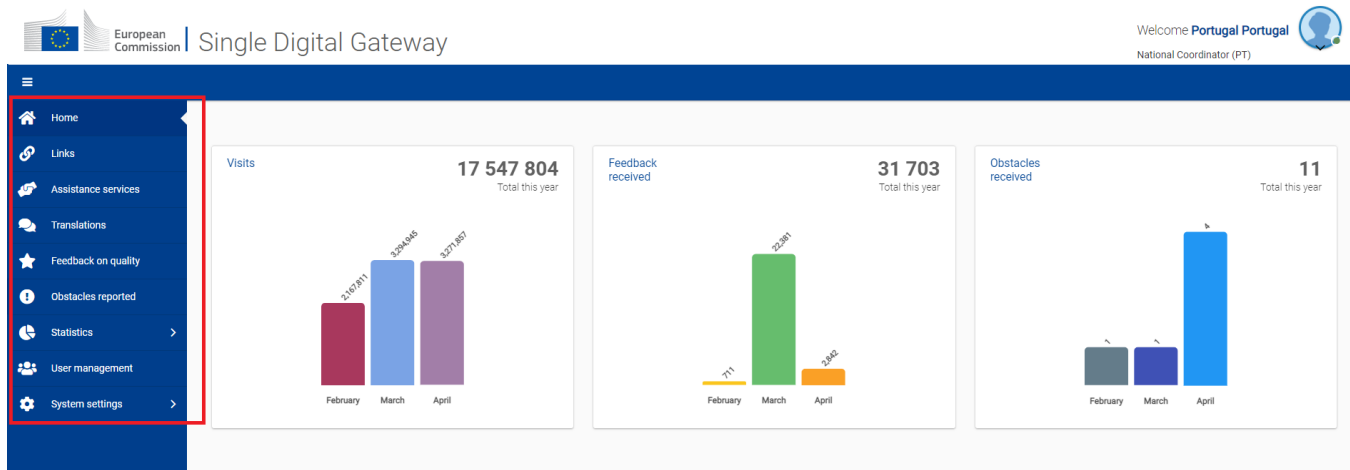 European
Commission
Single Digital Gateway
Welcome Portugal Portugal
National Coordinator (PT)
Home
Links
Assistance services
Translations
Feedback on quality
Obstacles reported
Statistics
User management
System settings
Visits
17 547 804
Total this year
2,167,811
3,294,945
3,271,857
February March April
Feedback
received
31 703
Total this year
711
22,381
2,842
February March April
Obstacles
received
11
Total this year
1
1
4
February March April